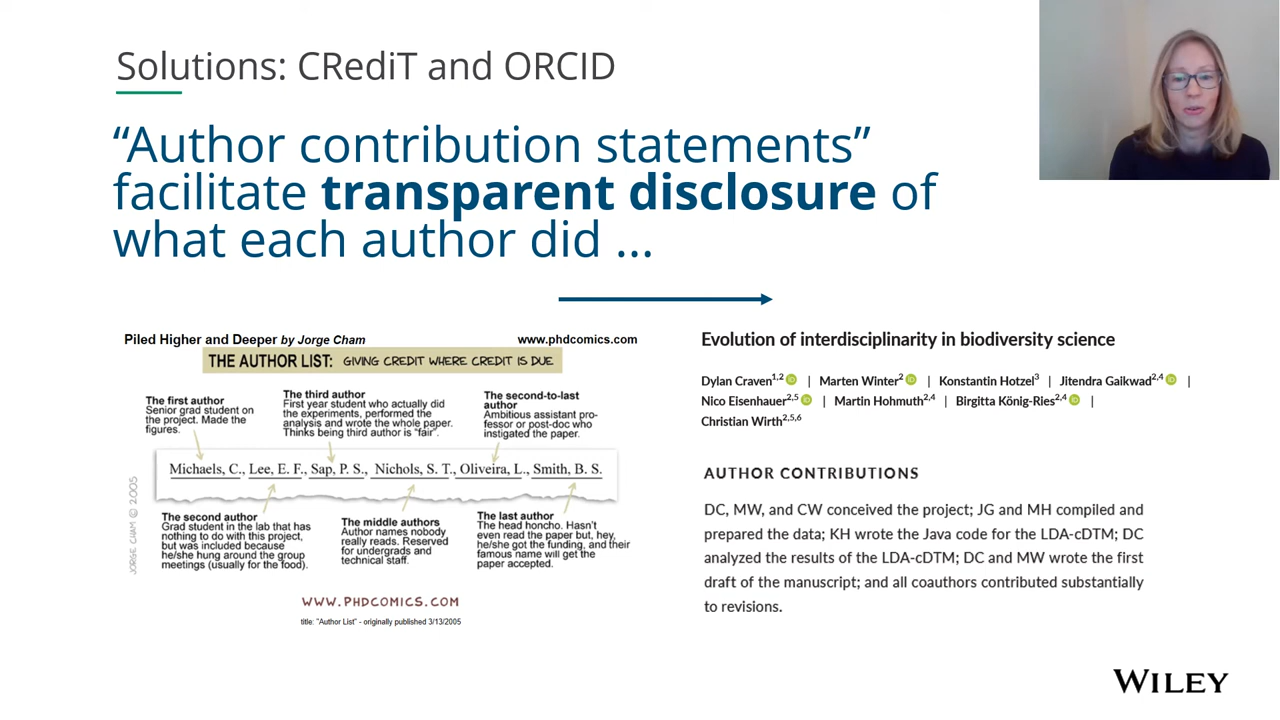 Solutions: CRediT and ORCID
“Author contribution statements”
facilitate transparent disclosure of
what each author did ...
Piled Higher and Deeper by Jorge Cham
www.phdcomics.com
THE AUTHOR LIST: GIVING CREDIT WHERE CREDIT IS DUE
The first author
Senior grad student on
the project. Made the
figures.
The third author
First year student who actually did
the experiments, performed the
analysis and wrote the whole paper.
Thinks being third author is “fair”.
The second-to-last
author
Ambitious assistant pro-
fessor or post-doc who
instigated the paper.
Michaels, C., Lee, E. F., Sap, P. S., Nichols, S. T., Oliveira, L., Smith, B. S.
The second author
Grad student in the lab that has
nothing to do with this project,
but was included because
he/she hung around the group
meetings (usually for the food).
The middle authors
Author names nobody
really reads. Reserved
for undergrads and
technical staff.
The last author
The head honcho. Hasn’t
even read the paper but, hey,
he/she got the funding, and their
famous name will get the
paper accepted.
JORGE CHAM © 2005
WWW.PHDCOMICS.COM
title: "Author List" - originally published 3/13/2005
Evolution of interdisciplinarity in biodiversity science
Dylan Craven1,2 iD | Marten Winter2 iD | Konstantin Hotzel3 | Jitendra Gaikwad2,4 iD |
Nico Eisenhauer2,5 iD | Martin Hohmuth2,4 | Birgitta König-Ries2,4 iD |
Christian Wirth2,5,6
AUTHOR CONTRIBUTIONS
DC, MW, and CW conceived the project; JG and MH compiled and
prepared the data; KH wrote the Java code for the LDA-cDTM; DC
analyzed the results of the LDA-cDTM; DC and MW wrote the first
draft of the manuscript; and all coauthors contributed substantially
to revisions.
WILEY